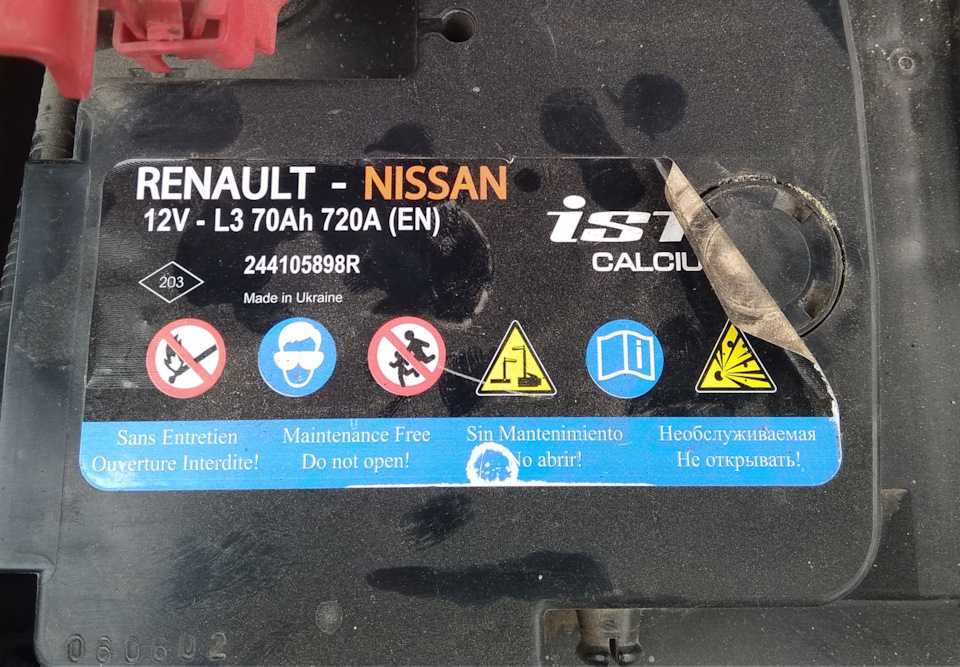 RENAULT - NISSAN
12V - L3 70Ah 720A (EN)
244105898R
203
Made in Ukraine
Sans Entretien
Ouverture Interdite!
Maintenance Free
Do not open!
Sin Mantenimiento
No abrir!
Необслуживаемая
Не открывать!
060602